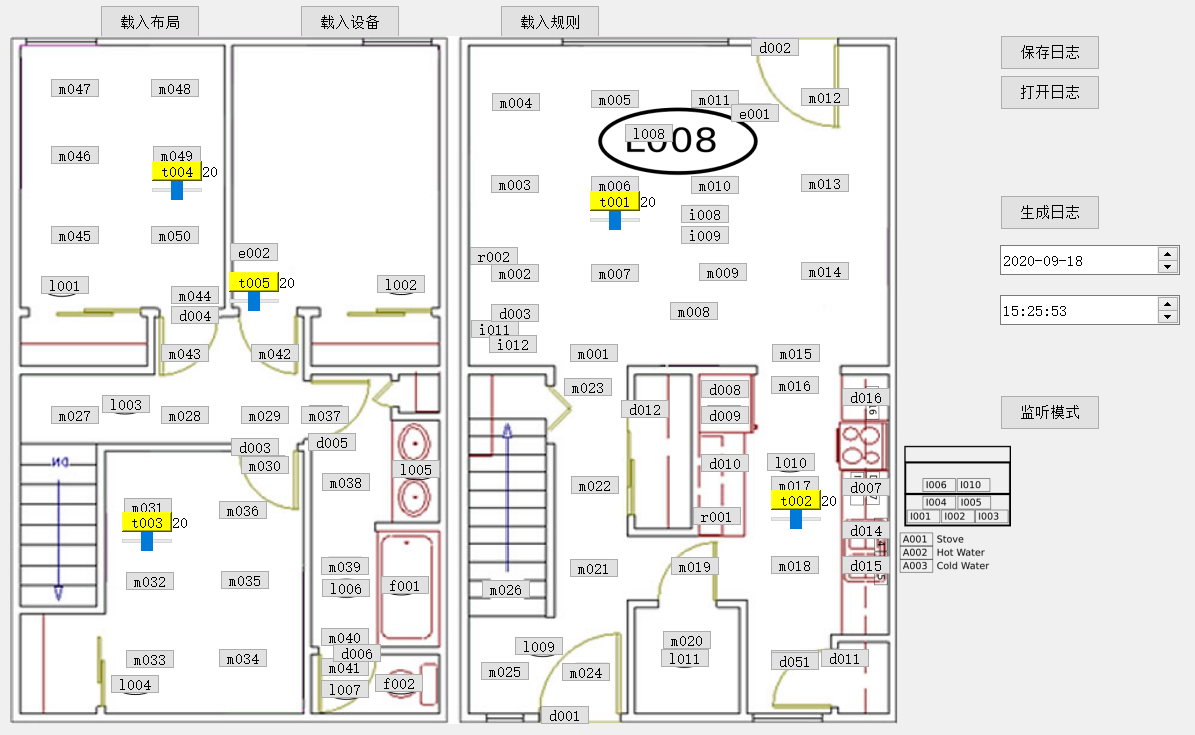 载入布局 载入设备 载入规则
保存日志
打开日志
生成日志
2020-09-18
15:25:53
监听模式
m047 m048
m046 m049
t004 20
m045 m050
l001
m044
d004
m043
e002
t005 20
l002
m042
m027 l003 m028 m029 m037
d003 d005
m030
DN
m031
t003 20
m036
m032 m035
m033 m034
l004
m038 l005
m039
l006 f001
m040
d006
m041
l007 f002
d002
m004 m005 m011 m012
e001
l008
L008
m003 m006 m010 m013
t001 20
i008
i009
r002
m002 m007 m009 m014
d003 m008
i011
i012
m001 m015
m023 m016
d008
d009
d012 d016
d010 l010
m022 m017 d007
t002 20
r001
d014
m021 m019 m018 d015
m026
m020
l009 l011
m025 m024
d051 d011
d001
I006 I010
I004 I005
I001 I002 I003
A001 Stove
A002 Hot Water
A003 Cold Water